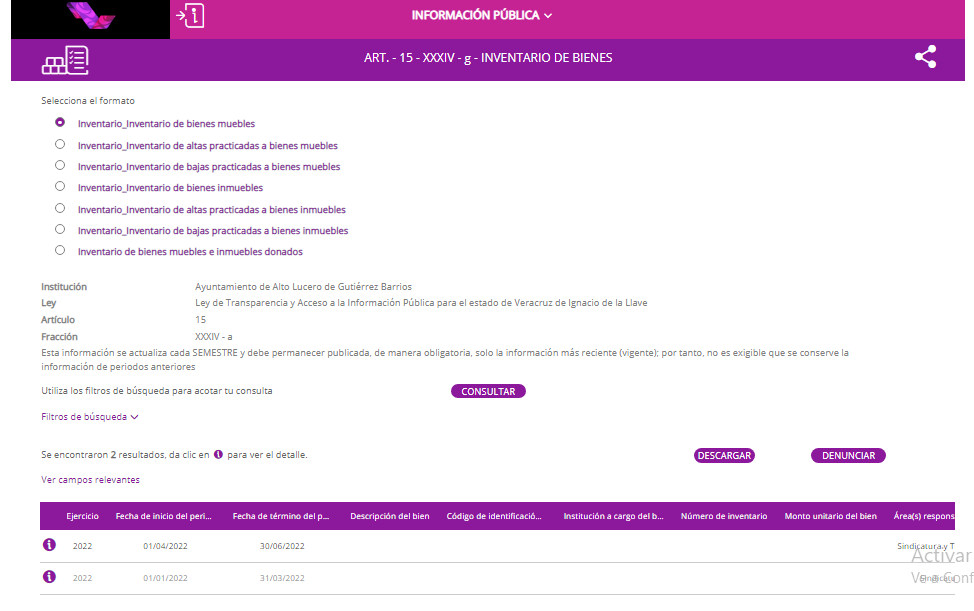 INFORMACIÓN PÚBLICA
ART. - 15 - XXXIV - g - INVENTARIO DE BIENES
Selecciona el formato
Inventario_Inventario de bienes muebles
Inventario_Inventario de altas practicadas a bienes muebles
Inventario_Inventario de bajas practicadas a bienes muebles
Inventario_Inventario de bienes inmuebles
Inventario_Inventario de altas practicadas a bienes inmuebles
Inventario_Inventario de bajas practicadas a bienes inmuebles
Inventario de bienes muebles e inmuebles donados
Institución Ayuntamiento de Alto Lucero de Gutiérrez Barrios
Ley Ley de Transparencia y Acceso a la Información Pública para el estado de Veracruz de Ignacio de la Llave
Artículo 15
Fracción XXXIV - a
Esta información se actualiza cada SEMESTRE y debe permanecer publicada, de manera obligatoria, solo la información más reciente (vigente); por tanto, no es exigible que se conserve la
información de periodos anteriores
Utiliza los filtros de búsqueda para acotar tu consulta CONSULTAR
Filtros de búsqueda
Se encontraron 2 resultados, da clic en i para ver el detalle. DESCARGAR DENUNCIAR
Ver campos relevantes
Ejercicio Fecha de inicio del peri... Fecha de término del p... Descripción del bien Código de identificació... Institución a cargo del b... Número de inventario Monto unitario del bien Área(s) respons
2022 01/04/2022 30/06/2022 Sindicatura y T
Activar
2022 01/01/2022 31/03/2022